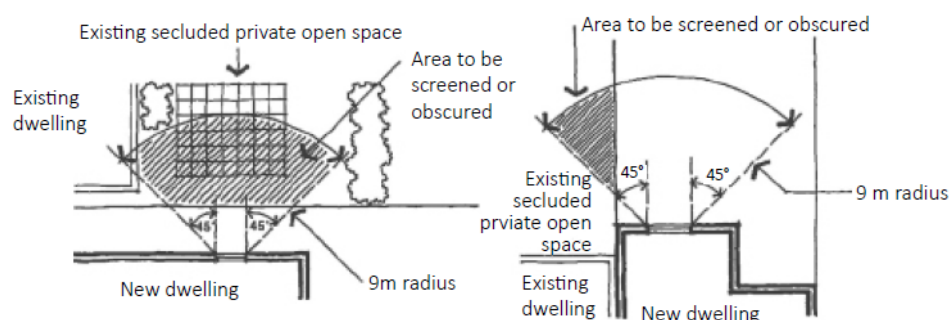 Existing secluded private open space
Area to be
screened or
obscured
Existing
dwelling
45°
45°
New dwelling
9m radius
Area to be screened or obscured
45°
45°
9 m radius
Existing
secluded
prviate open
space
Existing
dwelling
New dwelling